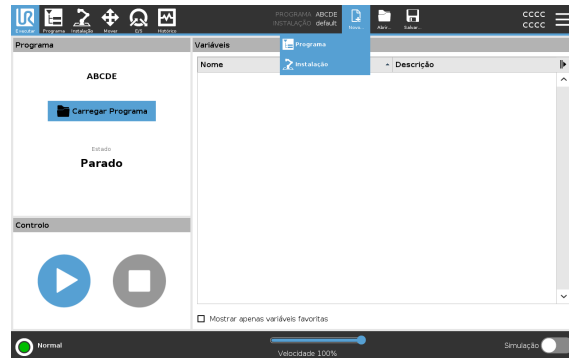 UR
Executar Programa Instalação Mover E/S Histórico
PROGRAMA ABCDE
INSTALAÇÃO default
Novo... Abrir... Salvar...
CCCC
CCCC
Programa
Instalação
Programa
ABCDE
Carregar Programa
Estado
Parado
Controlo
Variáveis
Nome Descrição
Mostrar apenas variáveis favoritas
Normal
Velocidade 100%
Simulação